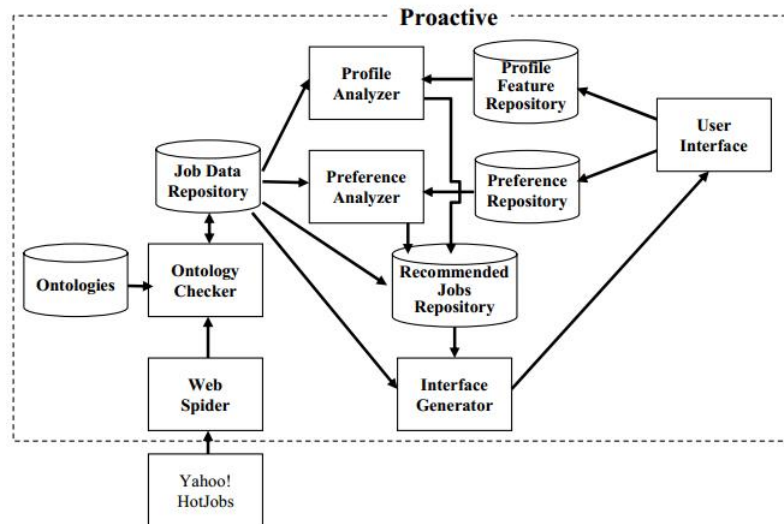 Proactive
Profile
Analyzer
Profile
Feature
Repository
User
Interface
Job Data
Repository
Preference
Analyzer
Preference
Repository
Ontologies
Ontology
Checker
Recommended
Jobs
Repository
Web
Spider
Interface
Generator
Yahoo!
HotJobs